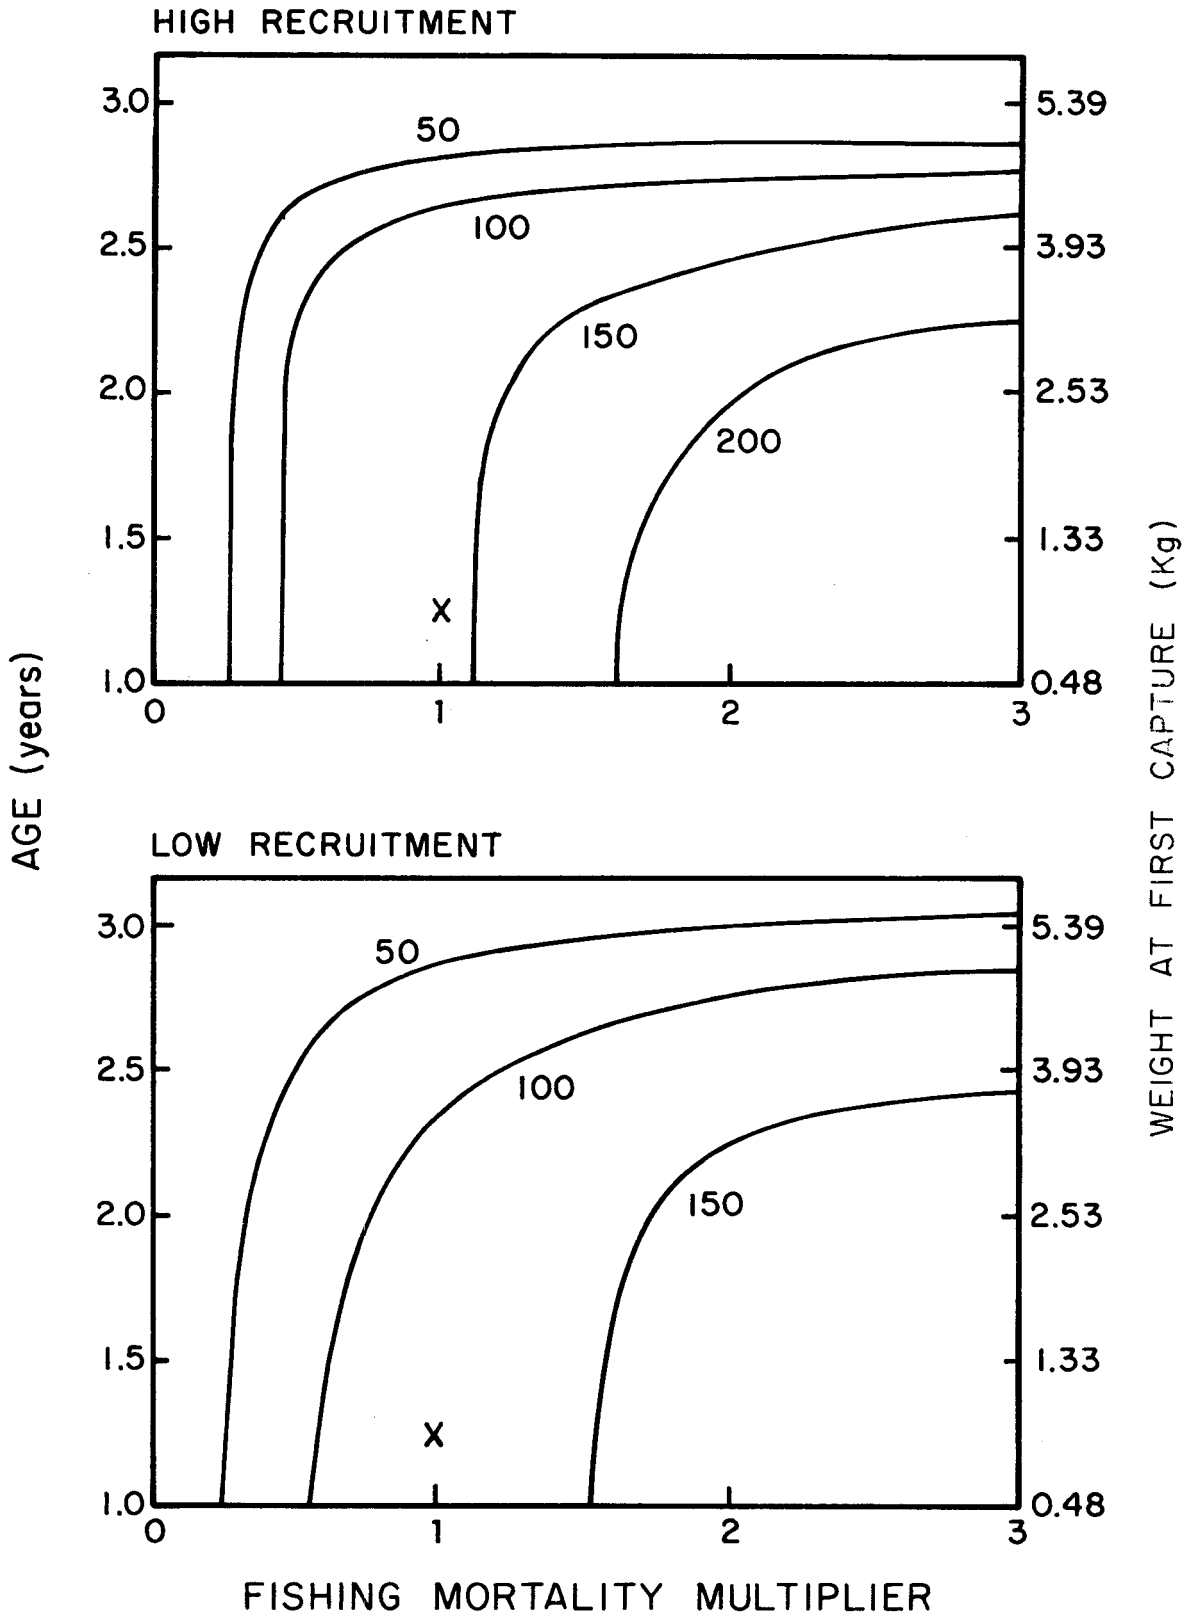 HIGH RECRUITMENT
3.0 5.39
50
100
2.5 3.93
150
2.0 2.53
200
1.5 1.33
X
1.0 0.48
0 1 2 3
AGE (years)
WEIGHT AT FIRST CAPTURE (Kg)
LOW RECRUITMENT
3.0 5.39
50
2.5 3.93
100
2.0 2.53
150
1.5 1.33
X
1.0 0.48
0 1 2 3
FISHING MORTALITY MULTIPLIER